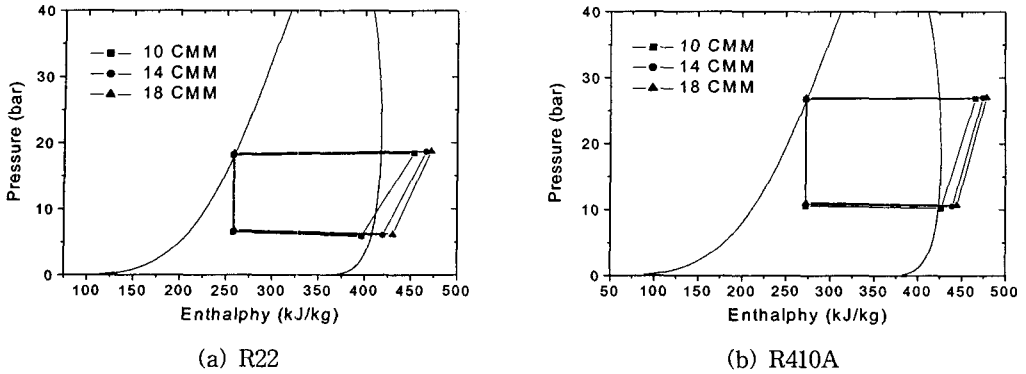 40
30
20
10
0
Pressure (bar)
10 CMM
14 CMM
18 CMM
100 150 200 250 300 350 400 450 500
Enthalphy (kJ/kg)
(a) R22
40
30
20
10
0
Pressure (bar)
10 CMM
14 CMM
18 CMM
50 100 150 200 250 300 350 400 450 500
Enthalphy (kJ/kg)
(b) R410A